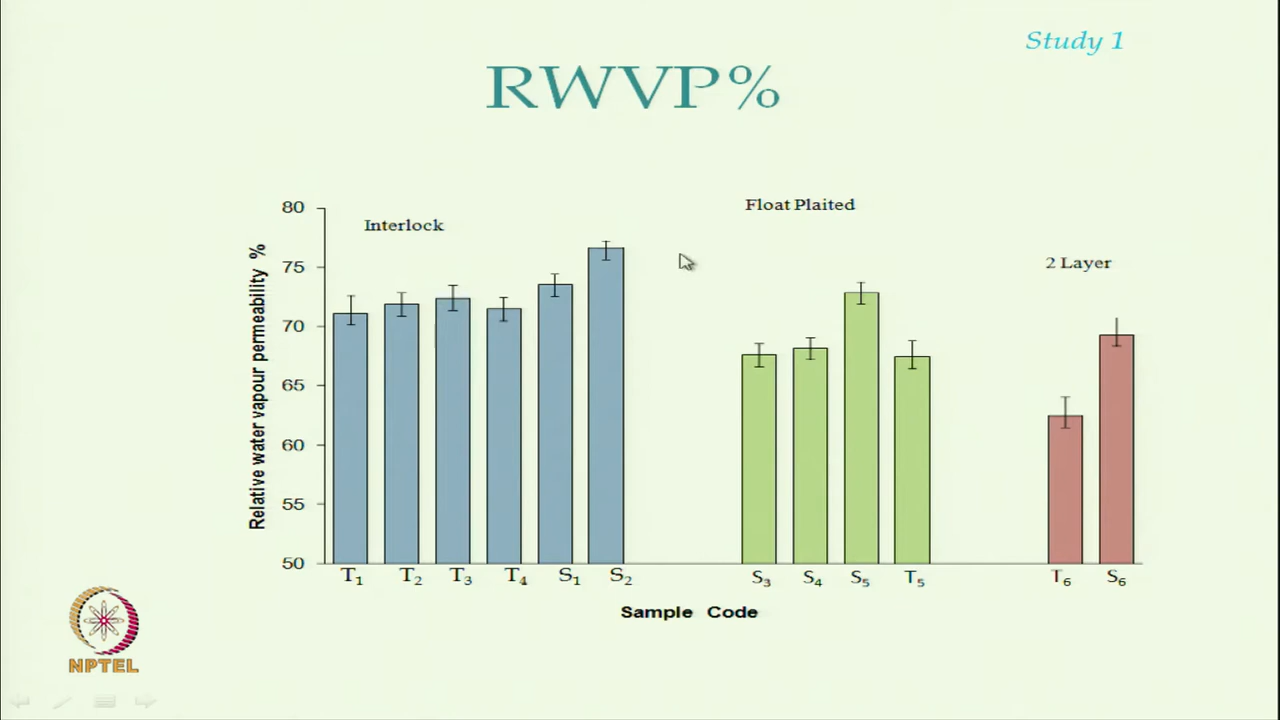 Study 1
RWVP%
Interlock
Float Plaited
2 Layer
Relative water vapour permeability %
80
75
70
65
60
55
50
T1 T2 T3 T4 S1 S2 S3 S4 S5 T5 T6 S6
Sample Code
NPTEL